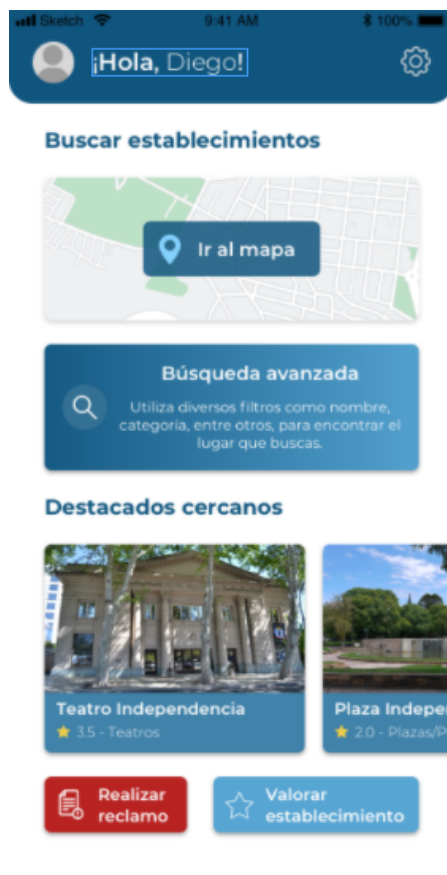 Sketch 9:41 AM 100%
¡Hola, Diego!
Buscar establecimientos
Ir al mapa
Búsqueda avanzada
Utiliza diversos filtros como nombre,
categoría, entre otros, para encontrar el
lugar que buscas.
Destacados cercanos
Teatro Independencia
3.5 - Teatros
Plaza Indepe
2.0 - Plazas/P
Realizar
reclamo
Valorar
establecimiento